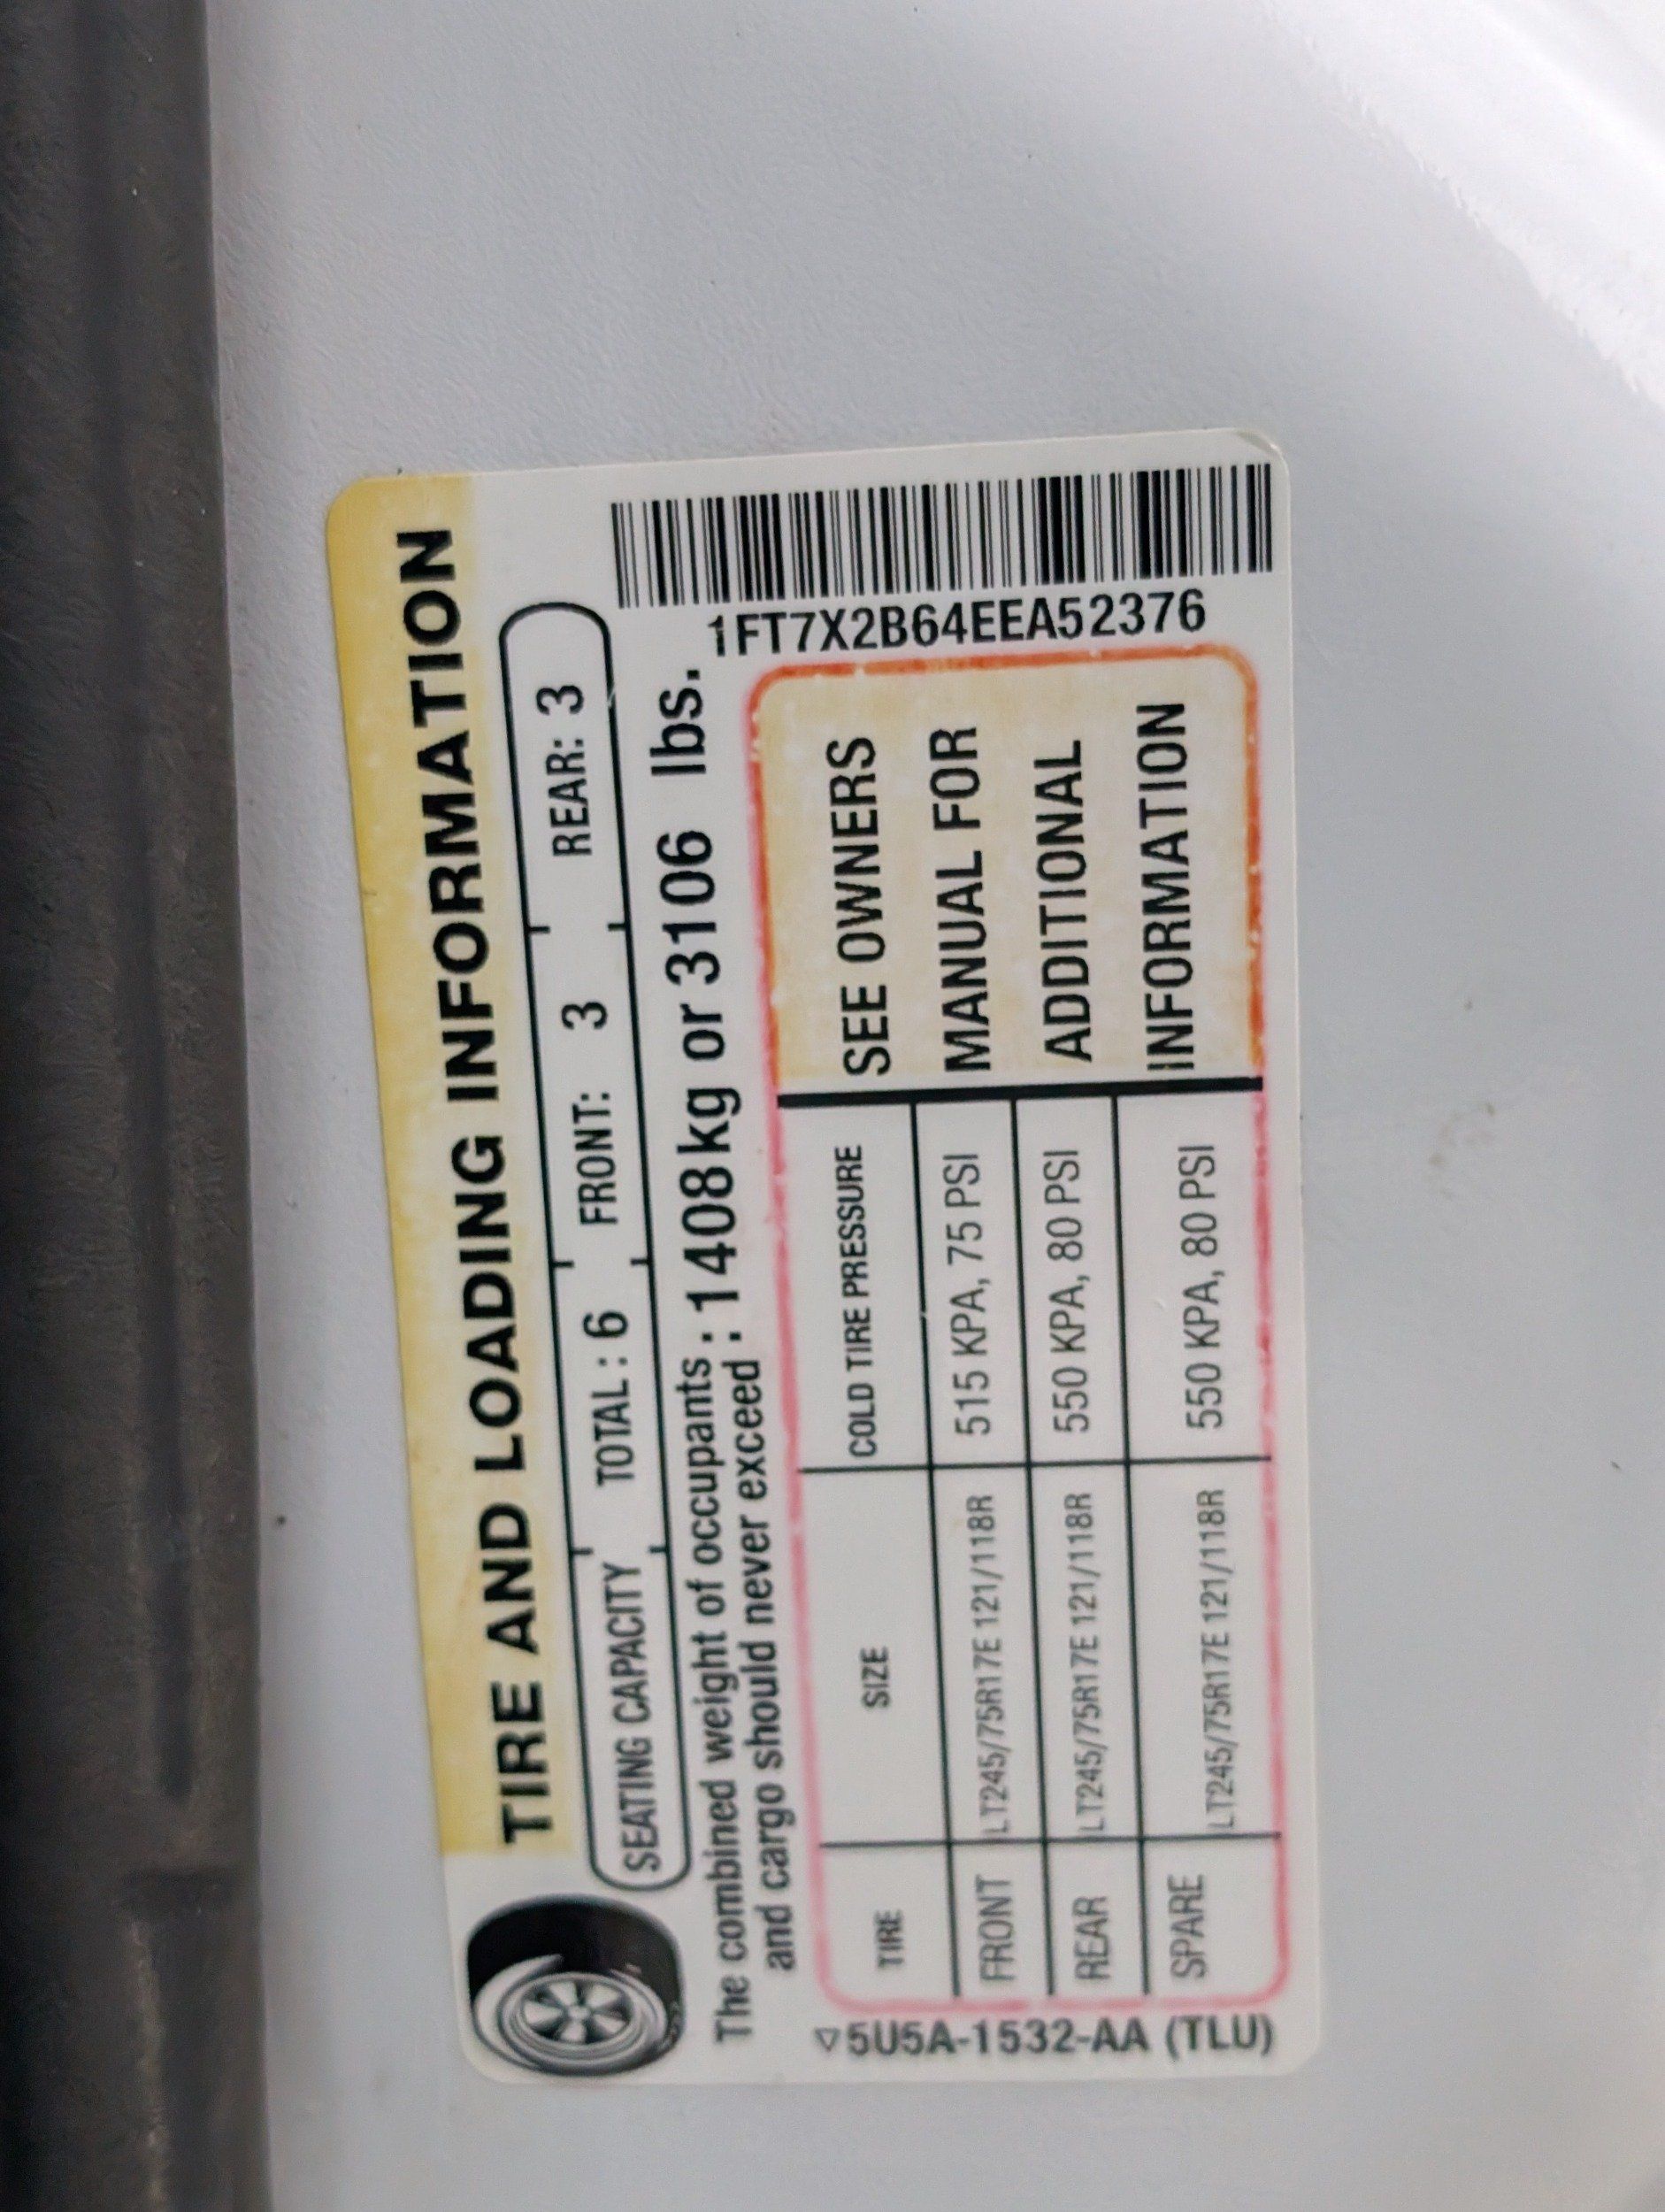 TIRE AND LOADING INFORMATION
SEATING CAPACITY TOTAL : 6 FRONT: 3 REAR: 3
The combined weight of occupants : 1408kg or 3106 lbs.
and cargo should never exceed :
1FT7X2B64EEA52376
TIRE SIZE COLD TIRE PRESSURE
FRONT LT245/75R17E 121/118R 515 KPA, 75 PSI
REAR LT245/75R17E 121/118R 550 KPA, 80 PSI
SPARE LT245/75R17E 121/118R 550 KPA, 80 PSI
SEE OWNERS
MANUAL FOR
ADDITIONAL
INFORMATION
5U5A-1532-AA (TLU)